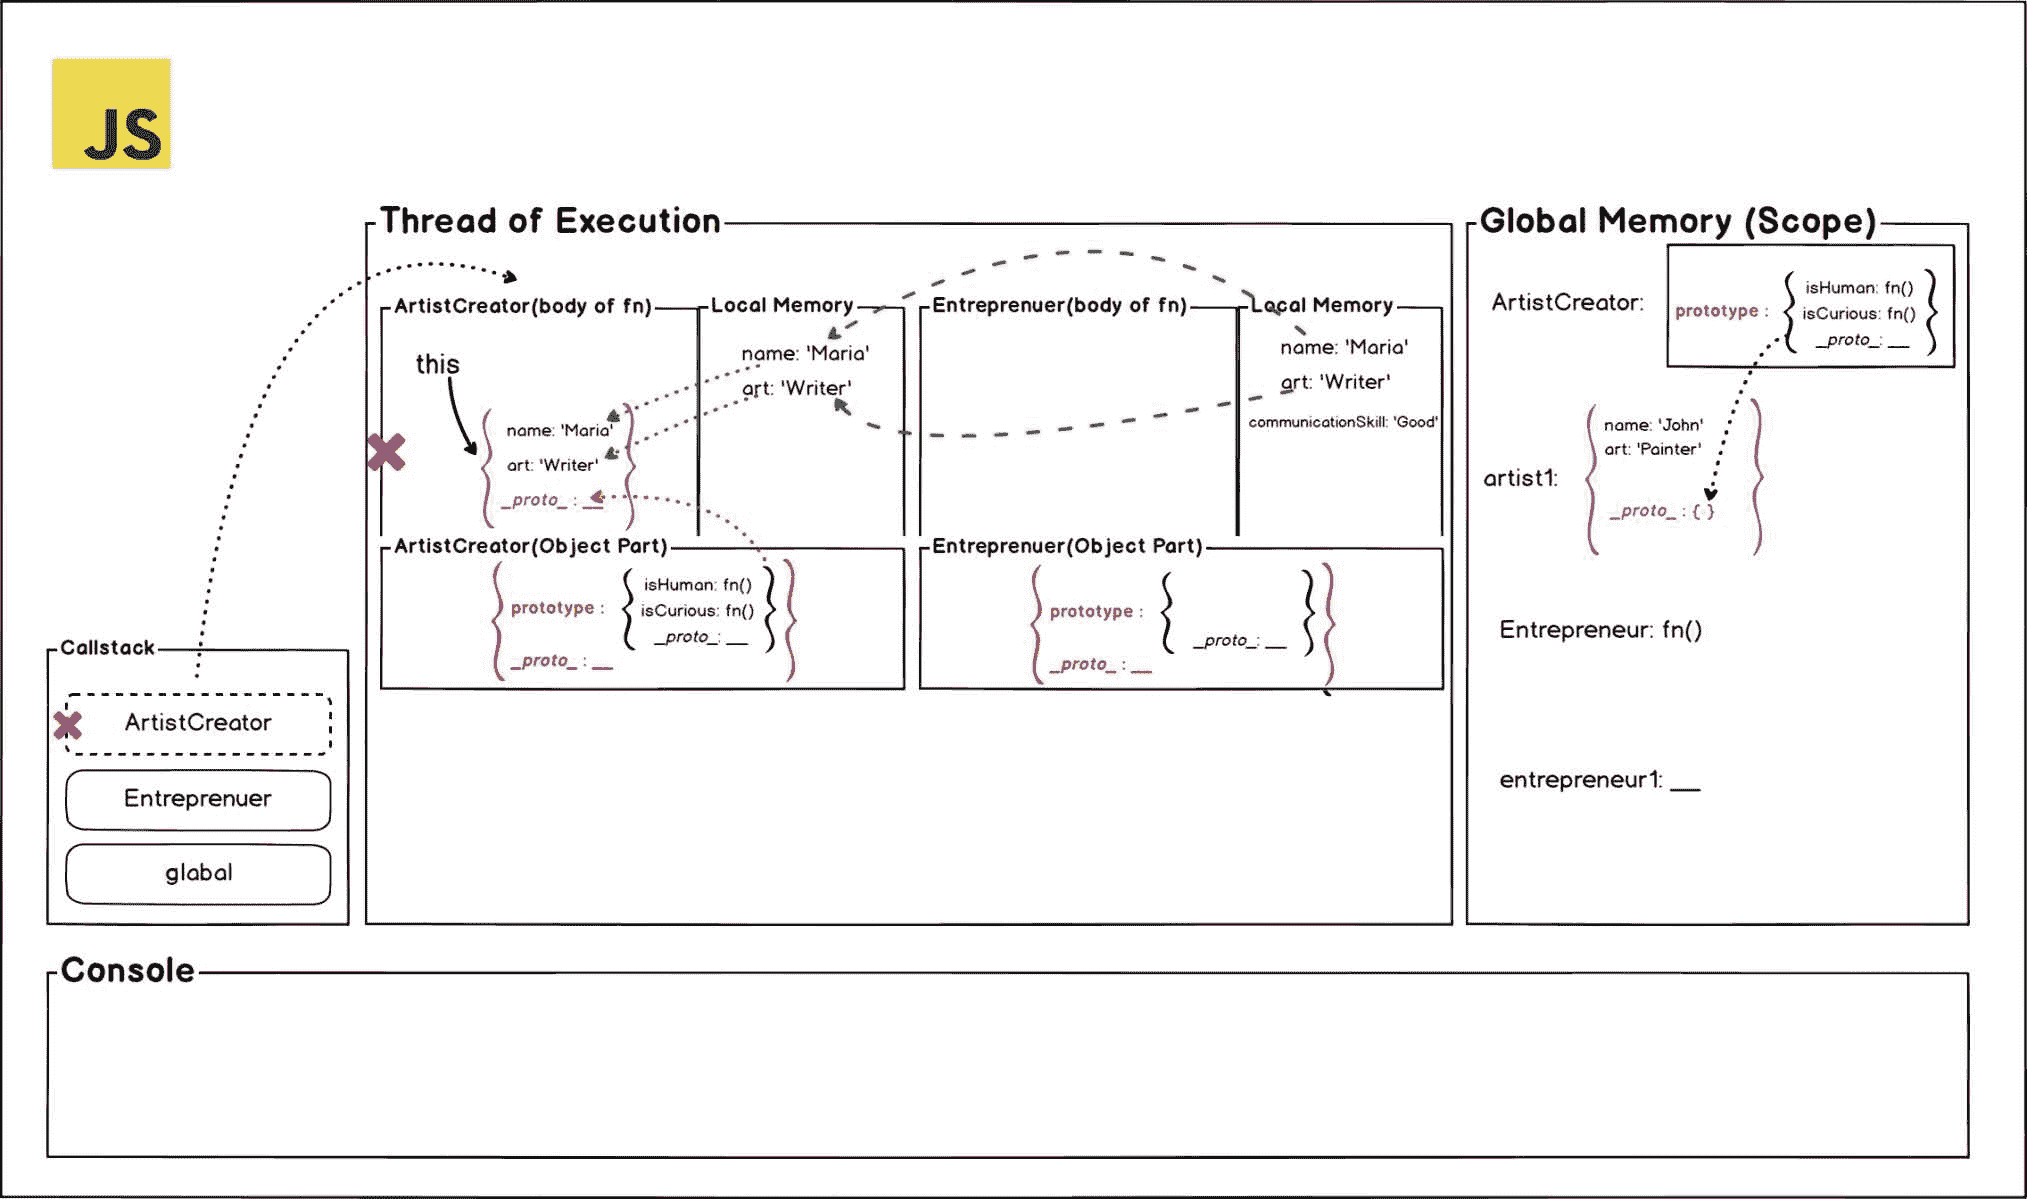 JS
Thread of Execution
Global Memory (Scope)
ArtistCreator(body of fn)
Local Memory
Entreprenuer(body of fn)
Local Memory
this
name: 'Maria'
art: 'Writer'
_proto_ : __
name: 'Maria'
art: 'Writer'
name: 'Maria'
art: 'Writer'
communicationSkill: 'Good'
ArtistCreator(Object Part)
prototype :
isHuman: fn()
isCurious: fn()
_proto_: __
_proto_ : __
Entreprenuer(Object Part)
prototype :
_proto_: __
_proto_ : __
ArtistCreator:
prototype :
isHuman: fn()
isCurious: fn()
_proto_: __
artist1:
name: 'John'
art: 'Painter'
_proto_ : { }
Entrepreneur: fn()
entrepreneur1: __
Callstack
ArtistCreator
Entreprenuer
glabal
Console